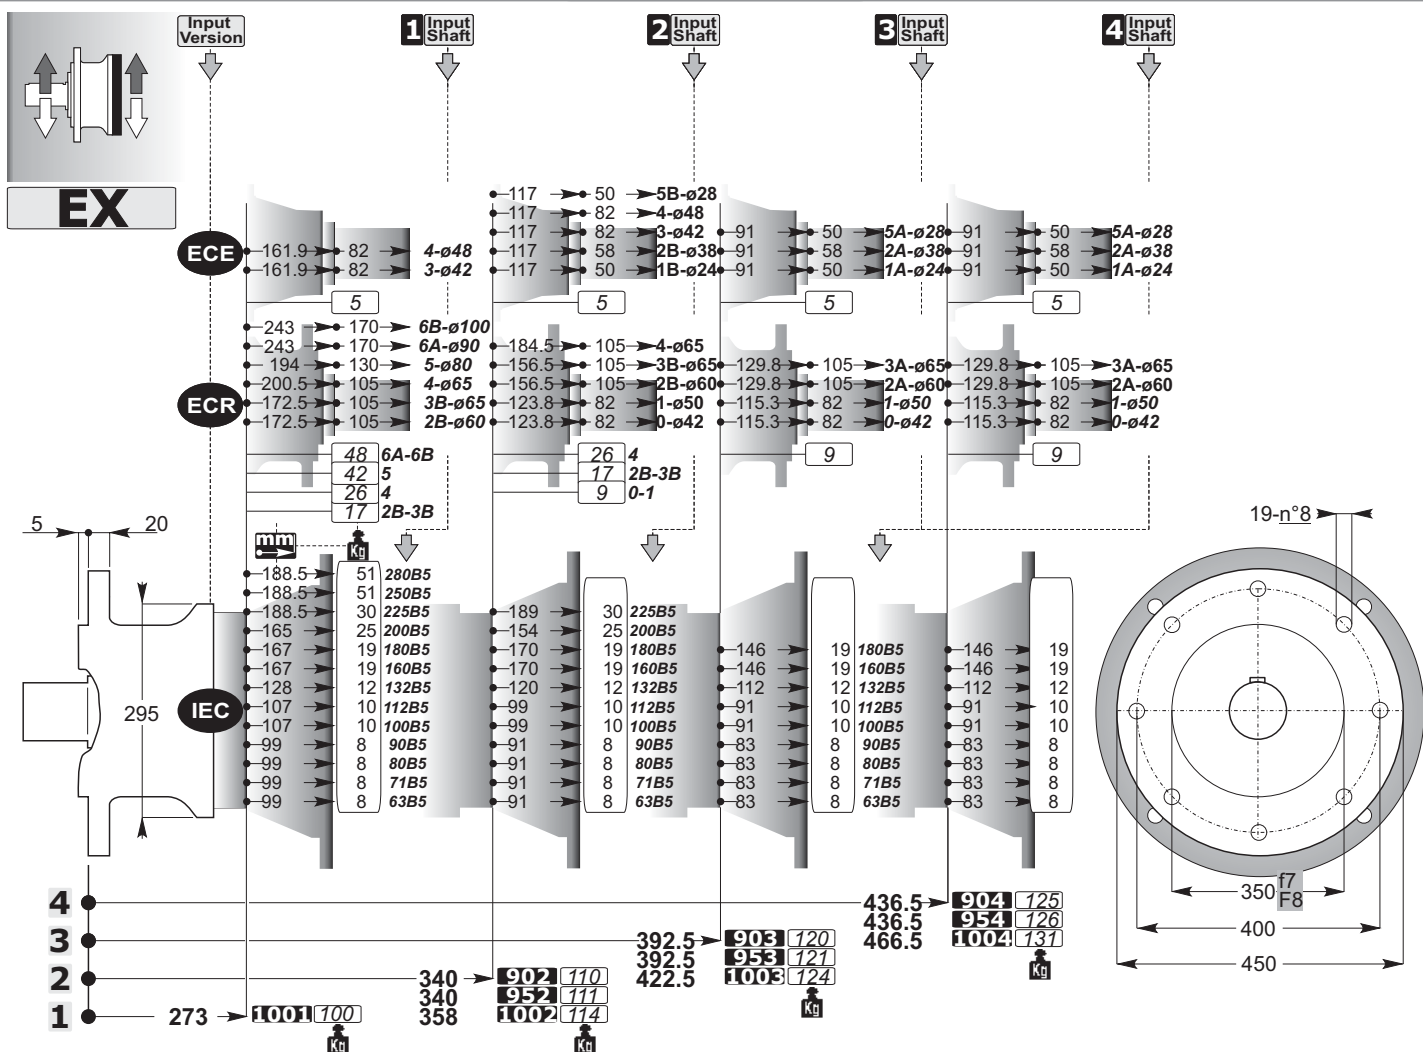 Input Version
1 Input Shaft
2 Input Shaft
3 Input Shaft
4 Input Shaft
EX
117 50 5B-ø28
117 82 4-ø48
117 82 3-ø42 91 50 5A-ø28 91 50 5A-ø28
ECE 161.9 82 4-ø48 117 58 2B-ø38 91 58 2A-ø38 91 58 2A-ø38
161.9 82 3-ø42 117 50 1B-ø24 91 50 1A-ø24 91 50 1A-ø24
5 5 5 5
243 170 6B-ø100
243 170 6A-ø90 184.5 105 4-ø65
194 130 5-ø80 156.5 105 3B-ø65 129.8 105 3A-ø65 129.8 105 3A-ø65
200.5 105 4-ø65 156.5 105 2B-ø60 129.8 105 2A-ø60 129.8 105 2A-ø60
ECR 172.5 105 3B-ø65 123.8 82 1-ø50 115.3 82 1-ø50 115.3 82 1-ø50
172.5 105 2B-ø60 123.8 82 0-ø42 115.3 82 0-ø42 115.3 82 0-ø42
48 6A-6B 26 4 9 9
42 5 17 2B-3B
26 4 9 0-1
17 2B-3B
5 20 19-n°8
mm Kg
188.5 51 280B5
188.5 51 250B5
188.5 30 225B5 189 30 225B5
165 25 200B5 154 25 200B5
167 19 180B5 170 19 180B5 146 19 180B5 146 19
167 19 160B5 170 19 160B5 146 19 160B5 146 19
128 12 132B5 120 12 132B5 112 12 132B5 112 12
295 IEC 107 10 112B5 99 10 112B5 91 10 112B5 91 10
107 10 100B5 99 10 100B5 91 10 100B5 91 10
99 8 90B5 91 8 90B5 83 8 90B5 83 8
99 8 80B5 91 8 80B5 83 8 80B5 83 8
99 8 71B5 91 8 71B5 83 8 71B5 83 8
99 8 63B5 91 8 63B5 83 8 63B5 83 8
350 f7 F8
400
450
4 436.5 904 125
436.5 954 126
466.5 1004 131
Kg
3 392.5 903 120
392.5 953 121
422.5 1003 124
Kg
2 340 902 110
340 952 111
358 1002 114
Kg
1 273 1001 100
Kg